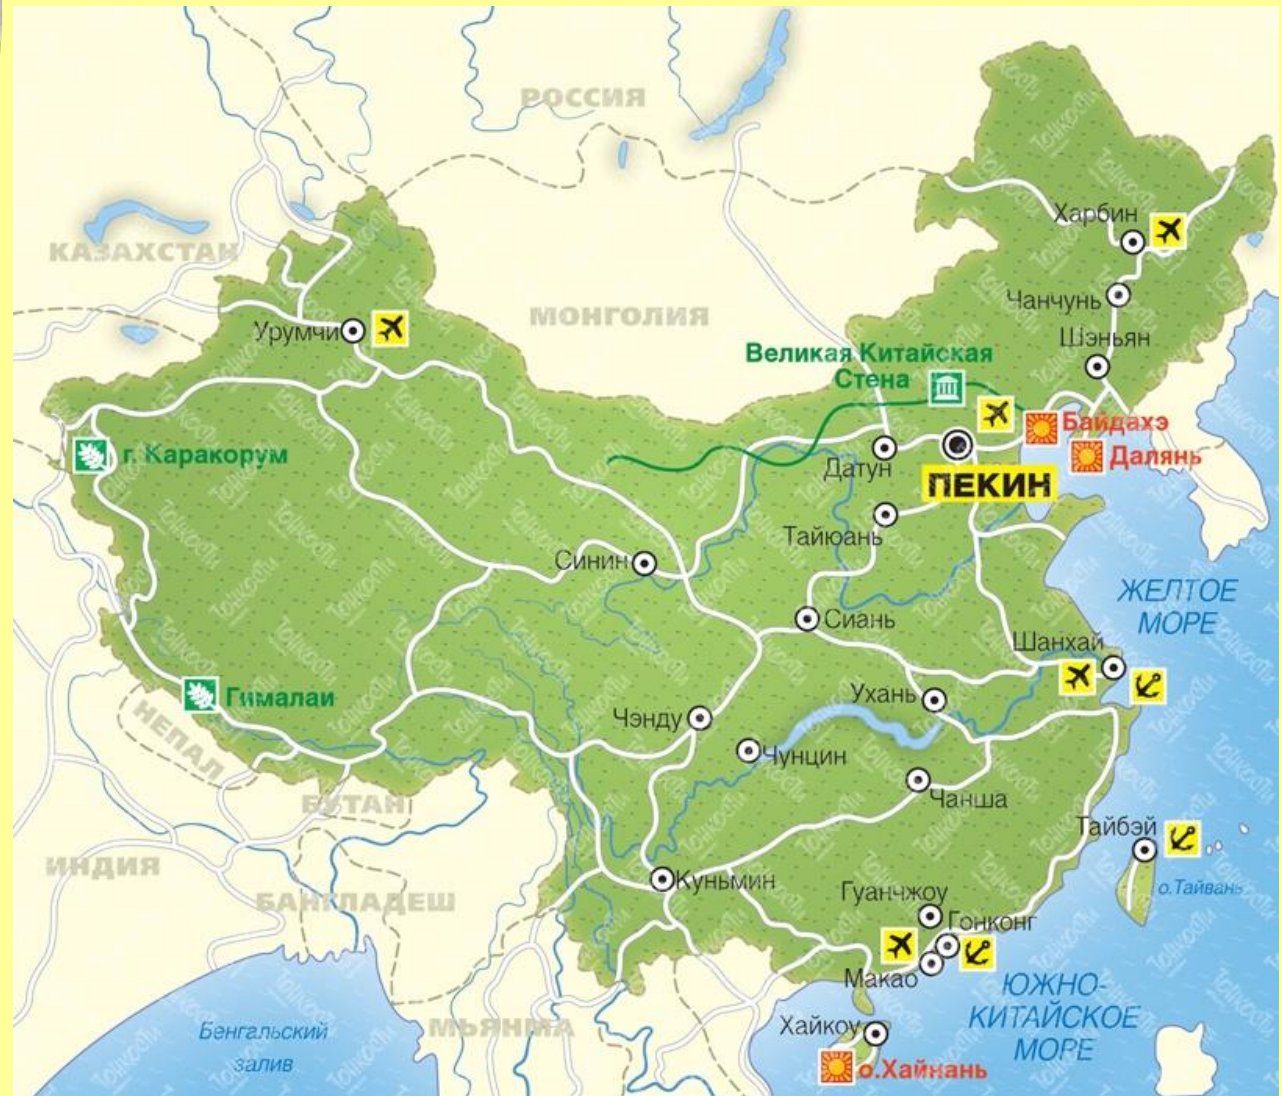 РОССИЯ
КАЗАХСТАН
МОНГОЛИЯ
Харбин
Чанчунь
Шэньян
Урумчи
Великая Китайская
Стена
Байдахэ
Далянь
г. Каракорум
Датун
ПЕКИН
Тайюань
Синин
ЖЕЛТОЕ
МОРЕ
Сиань
Шанхай
Гималаи
Ухань
Чэнду
НЕПАЛ
Чунцин
Чанша
БУТАН
Тайбэй
ИНДИЯ
Куньмин
о.Тайвань
БАНГЛАДЕШ
Гуанчжоу
Гонконг
Макао
ЮЖНО-
КИТАЙСКОЕ
МОРЕ
МЬЯНМА
Хайкоу
Бенгальский
залив
о.Хайнань